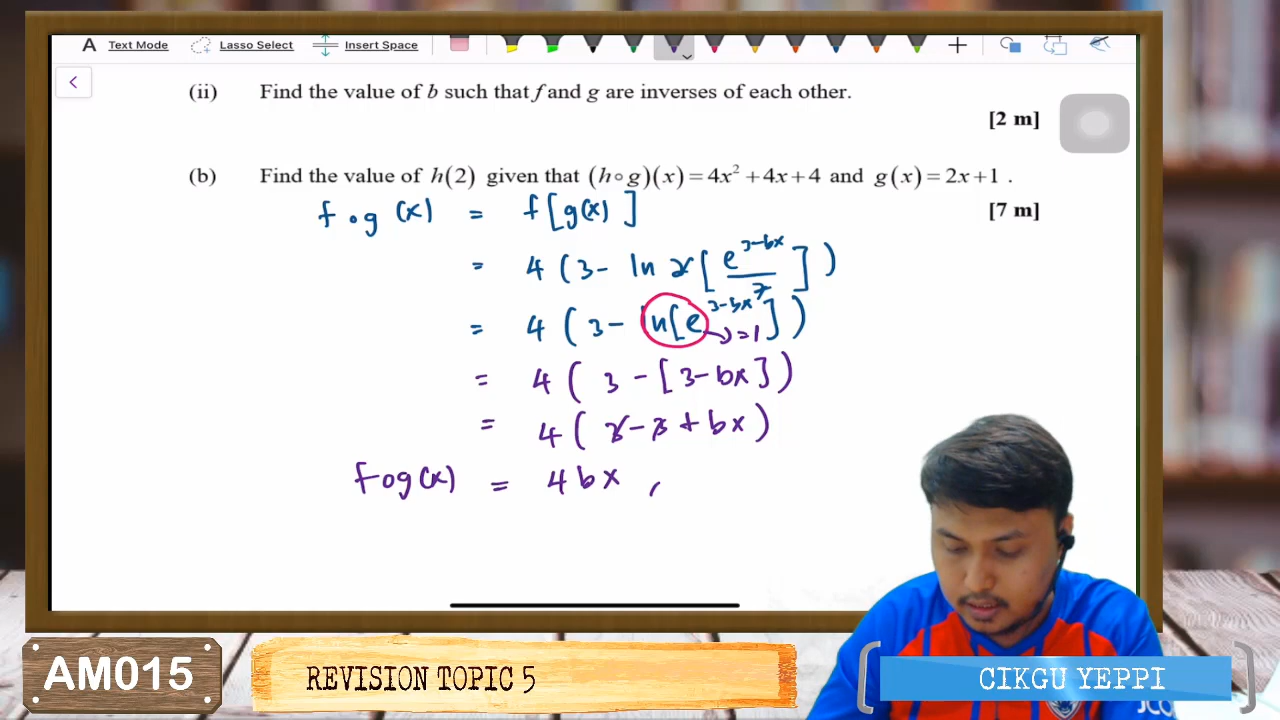 A Text Mode Lasso Select Insert Space
(ii) Find the value of b such that f and g are inverses of each other.
[2 m]
(b) Find the value of h(2) given that (h∘g)(x)=4x²+4x+4 and g(x)=2x+1.
[7 m]
f∘g (x) = f[g(x)]
= 4(3- ln 2[e^(3-bx)/2])
= 4(3- ln[e^(3-bx)])
→ =1
= 4(3-[3-bx])
= 4(3-3+bx)
f∘g(x) = 4bx,
AM015
REVISION TOPIC 5
CIKGU YEPPI